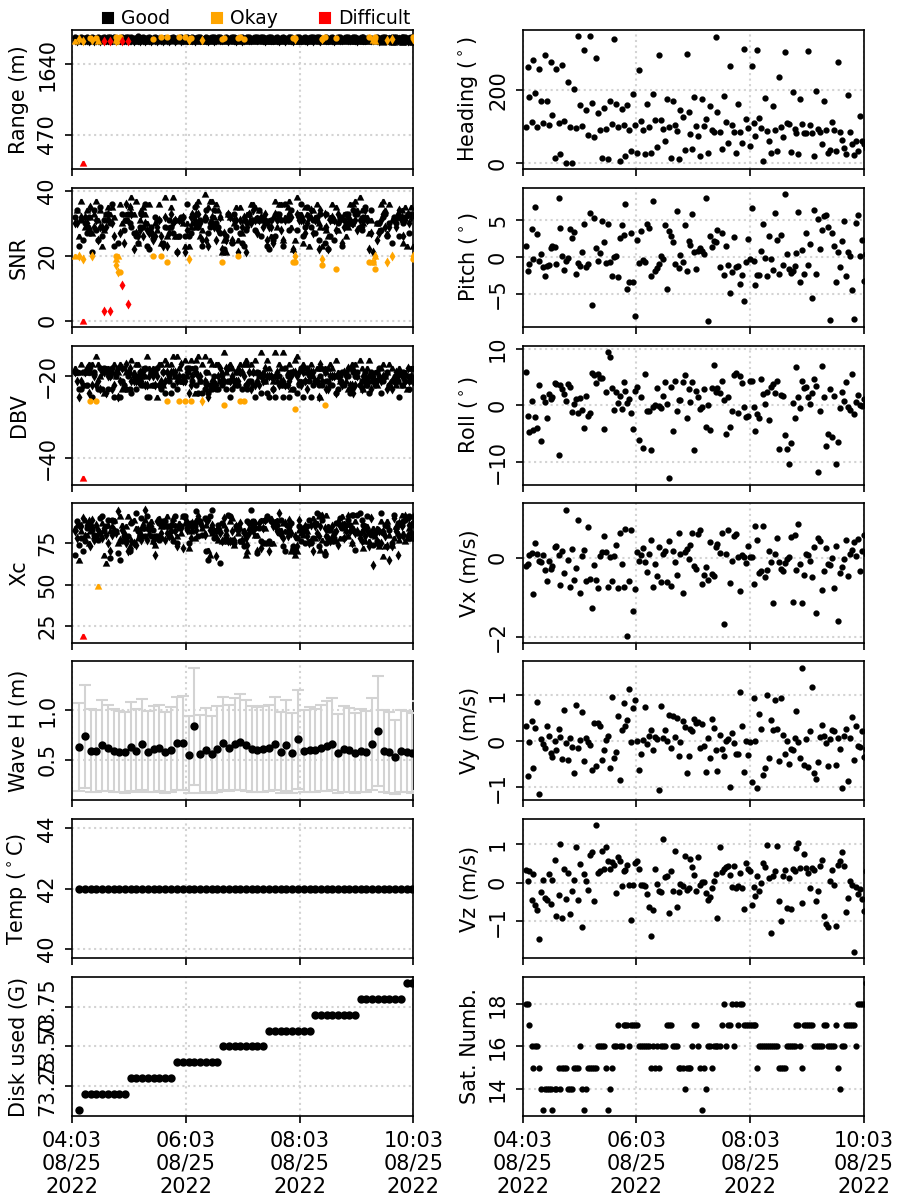 Good Okay Difficult
Range (m)
1640
470
Heading (°)
200
0
SNR
40
20
0
Pitch (°)
5
0
−5
DBV
−20
−40
Roll (°)
10
0
−10
Xc
75
50
25
Vx (m/s)
0
−2
Wave H (m)
1.0
0.5
Vy (m/s)
1
0
−1
Temp (°C)
44
42
40
Vz (m/s)
1
0
−1
Disk used (G)
73.75
73.50
73.25
Sat. Numb.
18
16
14
04:03 06:03 08:03 10:03
08/25 08/25 08/25 08/25
2022 2022 2022 2022
04:03 06:03 08:03 10:03
08/25 08/25 08/25 08/25
2022 2022 2022 2022